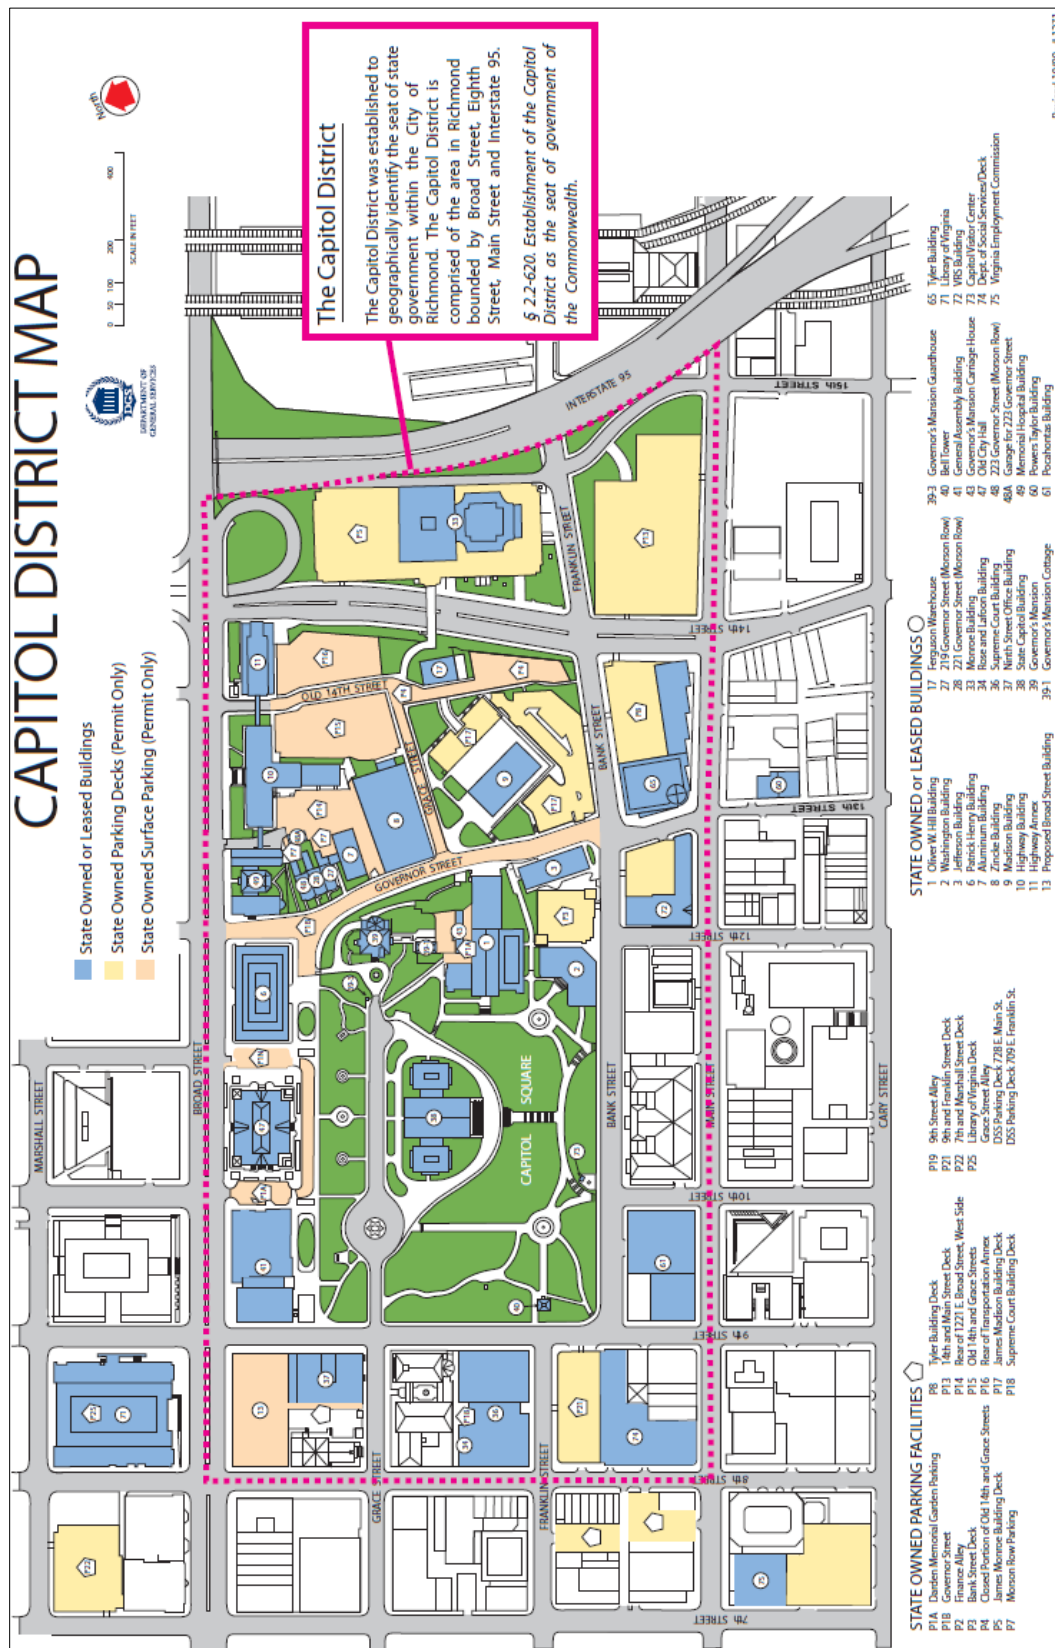 CAPITOL DISTRICT MAP
State Owned or Leased Buildings
State Owned Parking Decks (Permit Only)
State Owned Surface Parking (Permit Only)
DGS
DEPARTMENT OF
GENERAL SERVICES
0 50 100 200 400
SCALE IN FEET
North
The Capitol District
The Capitol District was established to
geographically identify the seat of state
government within the City of
Richmond. The Capitol District is
comprised of the area in Richmond
bounded by Broad Street, Eighth
Street, Main Street and Interstate 95.
§ 2.2-620. Establishment of the Capitol
District as the seat of government of
the Commonwealth.
MARSHALL STREET
BROAD STREET
GRACE STREET
FRANKLIN STREET
BANK STREET
MAIN STREET
CARY STREET
7th STREET
8th STREET
9th STREET
10th STREET
12th STREET
13th STREET
14th STREET
15th STREET
OLD 14TH STREET
GRACE STREET
GOVERNOR STREET
BANK STREET
FRANKLIN STREET
INTERSTATE 95
CAPITOL SQUARE
STATE OWNED PARKING FACILITIES
P1A Darden Memorial Garden Parking
P1B Governor Street
P2 Finance Alley
P3 Bank Street Deck
P4 Closed Portion of Old 14th and Grace Streets
P5 James Monroe Building Deck
P7 Morson Row Parking
P8 Tyler Building Deck
P13 14th and Main Street Deck
P14 Rear of 1221 E. Broad Street, West Side
P15 Old 14th and Grace Streets
P16 Rear of Transportation Annex
P17 James Madison Building Deck
P18 Supreme Court Building Deck
P19 9th Street Alley
P21 9th and Franklin Street Deck
P22 7th and Marshall Street Deck
P25 Library of Virginia Deck
Grace Street Alley
DSS Parking Deck 728 E. Main St.
DSS Parking Deck 709 E. Franklin St.
STATE OWNED or LEASED BUILDINGS
1 Oliver W. Hill Building
2 Washington Building
3 Jefferson Building
6 Patrick Henry Building
7 Aluminum Building
8 Zincke Building
9 Madison Building
10 Highway Building
11 Highway Annex
13 Proposed Broad Street Building
17 Ferguson Warehouse
27 219 Governor Street (Morson Row)
28 221 Governor Street (Morson Row)
33 Monroe Building
34 Rose and Lafoon Building
36 Supreme Court Building
37 Ninth Street Office Building
38 State Capitol Building
39 Governor's Mansion
39-1 Governor's Mansion Cottage
39-3 Governor's Mansion Guardhouse
40 Bell Tower
41 General Assembly Building
43 Governor's Mansion Carriage House
47 Old City Hall
48 223 Governor Street (Morson Row)
48A Garage for 223 Governor Street
49 Memorial Hospital Building
60 Powers Taylor Building
61 Pocahontas Building
65 Tyler Building
71 Library of Virginia
72 VRS Building
73 Capitol Visitor Center
74 Dept. of Social Services/Deck
75 Virginia Employment Commission